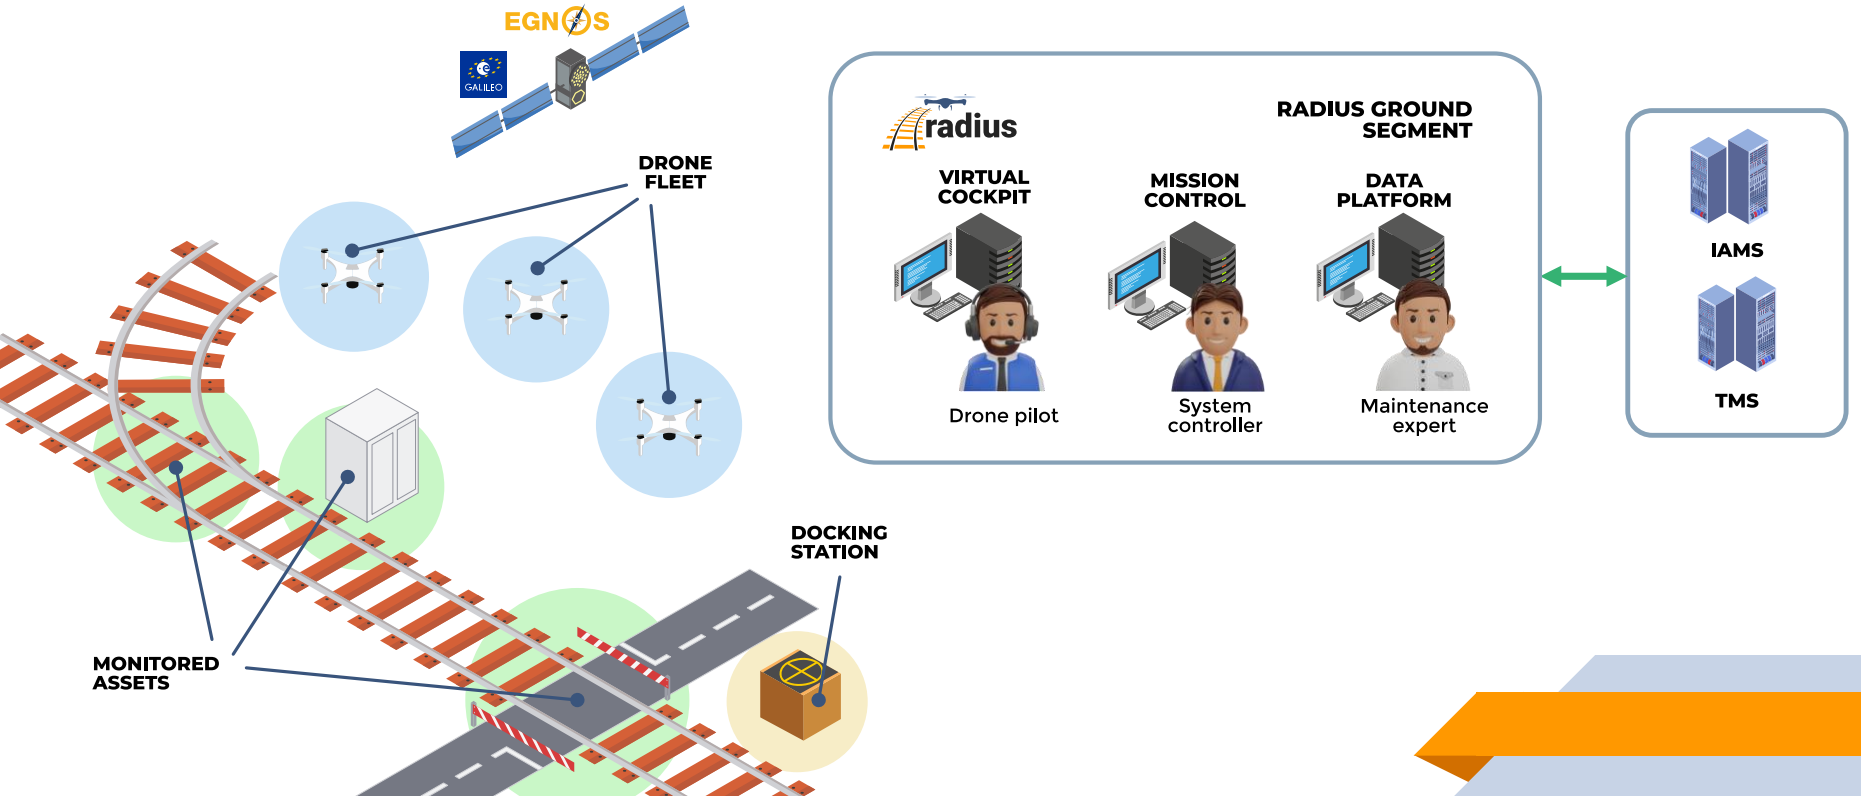 EGNOS
GALILEO
DRONE
FLEET
radius
RADIUS GROUND
SEGMENT
VIRTUAL
COCKPIT
MISSION
CONTROL
DATA
PLATFORM
Drone pilot
System
controller
Maintenance
expert
IAMS
TMS
DOCKING
STATION
MONITORED
ASSETS